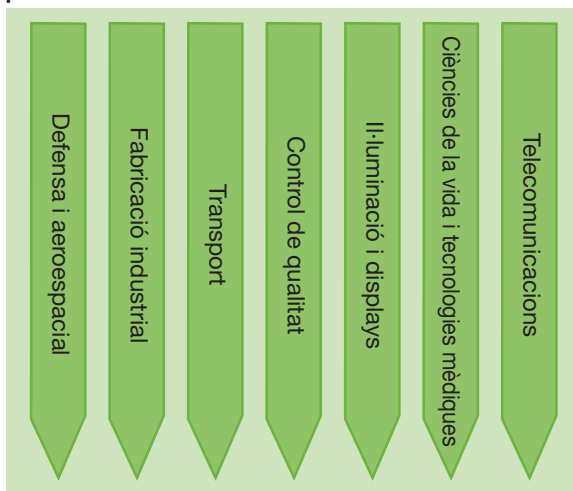 Defensa i aeroespacial
Fabricació industrial
Transport
Control de qualitat
Il·luminació i displays
Ciències de la vida i tecnologies mèdiques
Telecomunicacions